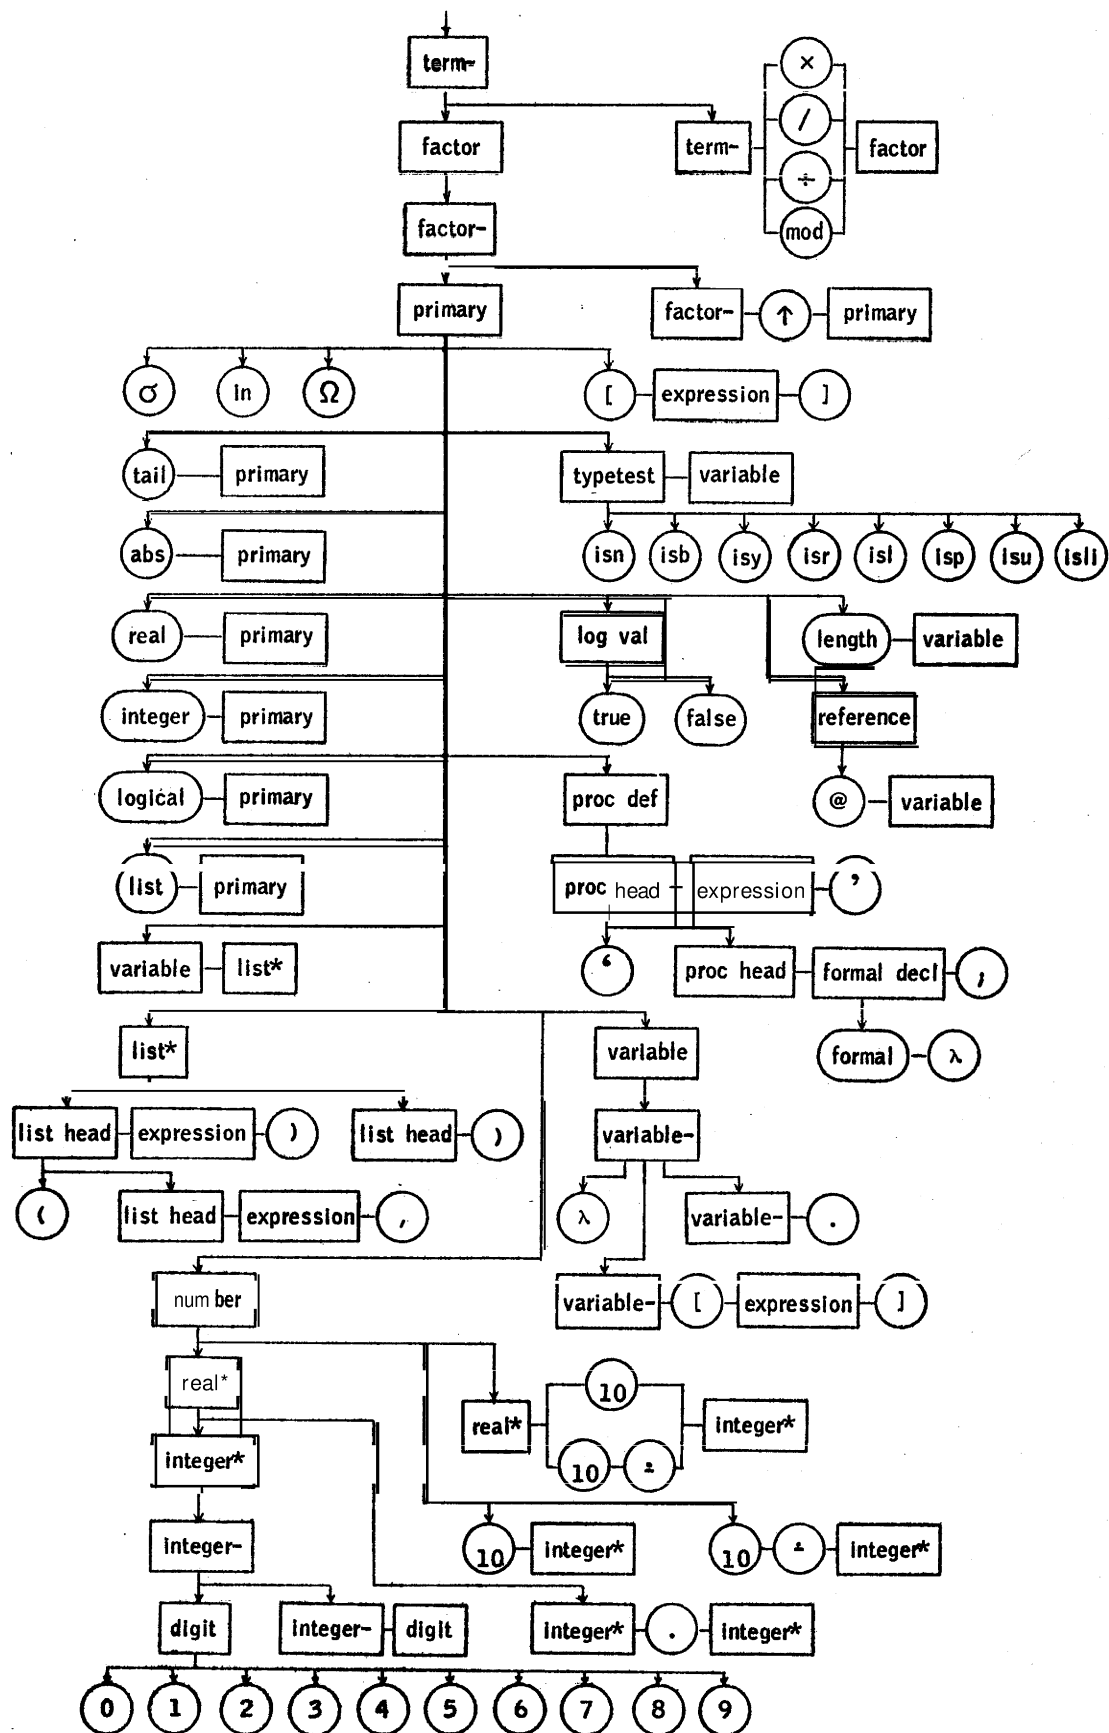 term-
×
/
÷
mod
factor
term-
factor
factor-
primary
factor-
↑
primary
σ
in
Ω
[
expression
]
tail
primary
typetest
variable
abs
primary
isn
isb
isy
isr
isl
isp
isu
isli
real
primary
log val
length
variable
integer
primary
true
false
reference
logical
primary
proc def
@
variable
list
primary
proc head
expression
’
variable
list*
‘
proc head
formal decl
;
list*
variable
formal
λ
list head
expression
)
list head
)
variable-
(
list head
expression
,
λ
variable-
.
number
variable-
[
expression
]
real*
10
real*
integer*
integer*
10
10
integer*
10
integer*
integer-
digit
integer-
digit
integer*
.
integer*
0
1
2
3
4
5
6
7
8
9